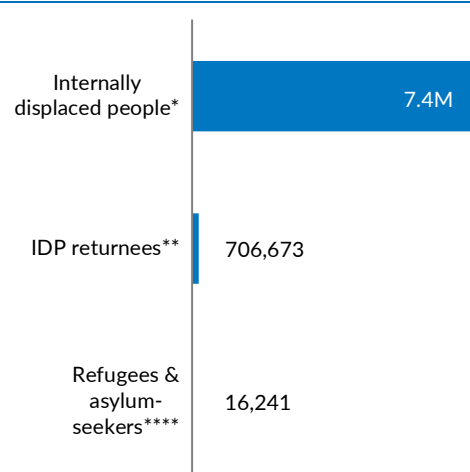 Internally
displaced people*
7.4M
IDP returnees**
706,673
Refugees &
asylum-
seekers****
16,241